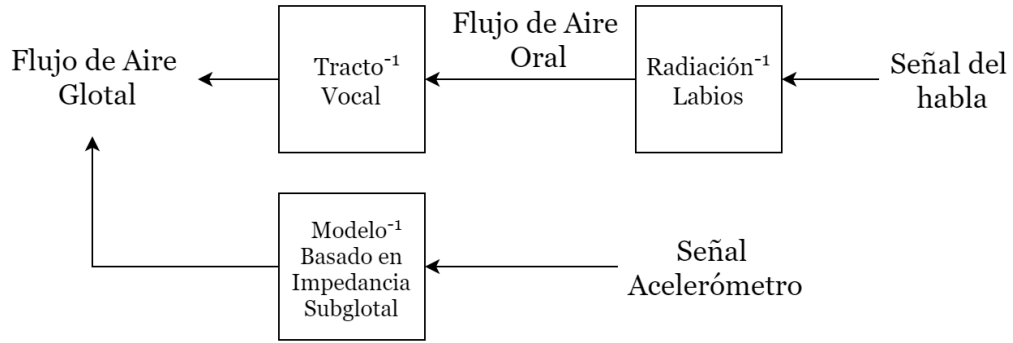 Flujo de Aire
Glotal
Tracto⁻¹
Vocal
Flujo de Aire
Oral
Radiación⁻¹
Labios
Señal del
habla
Modelo⁻¹
Basado en
Impedancia
Subglotal
Señal
Acelerómetro